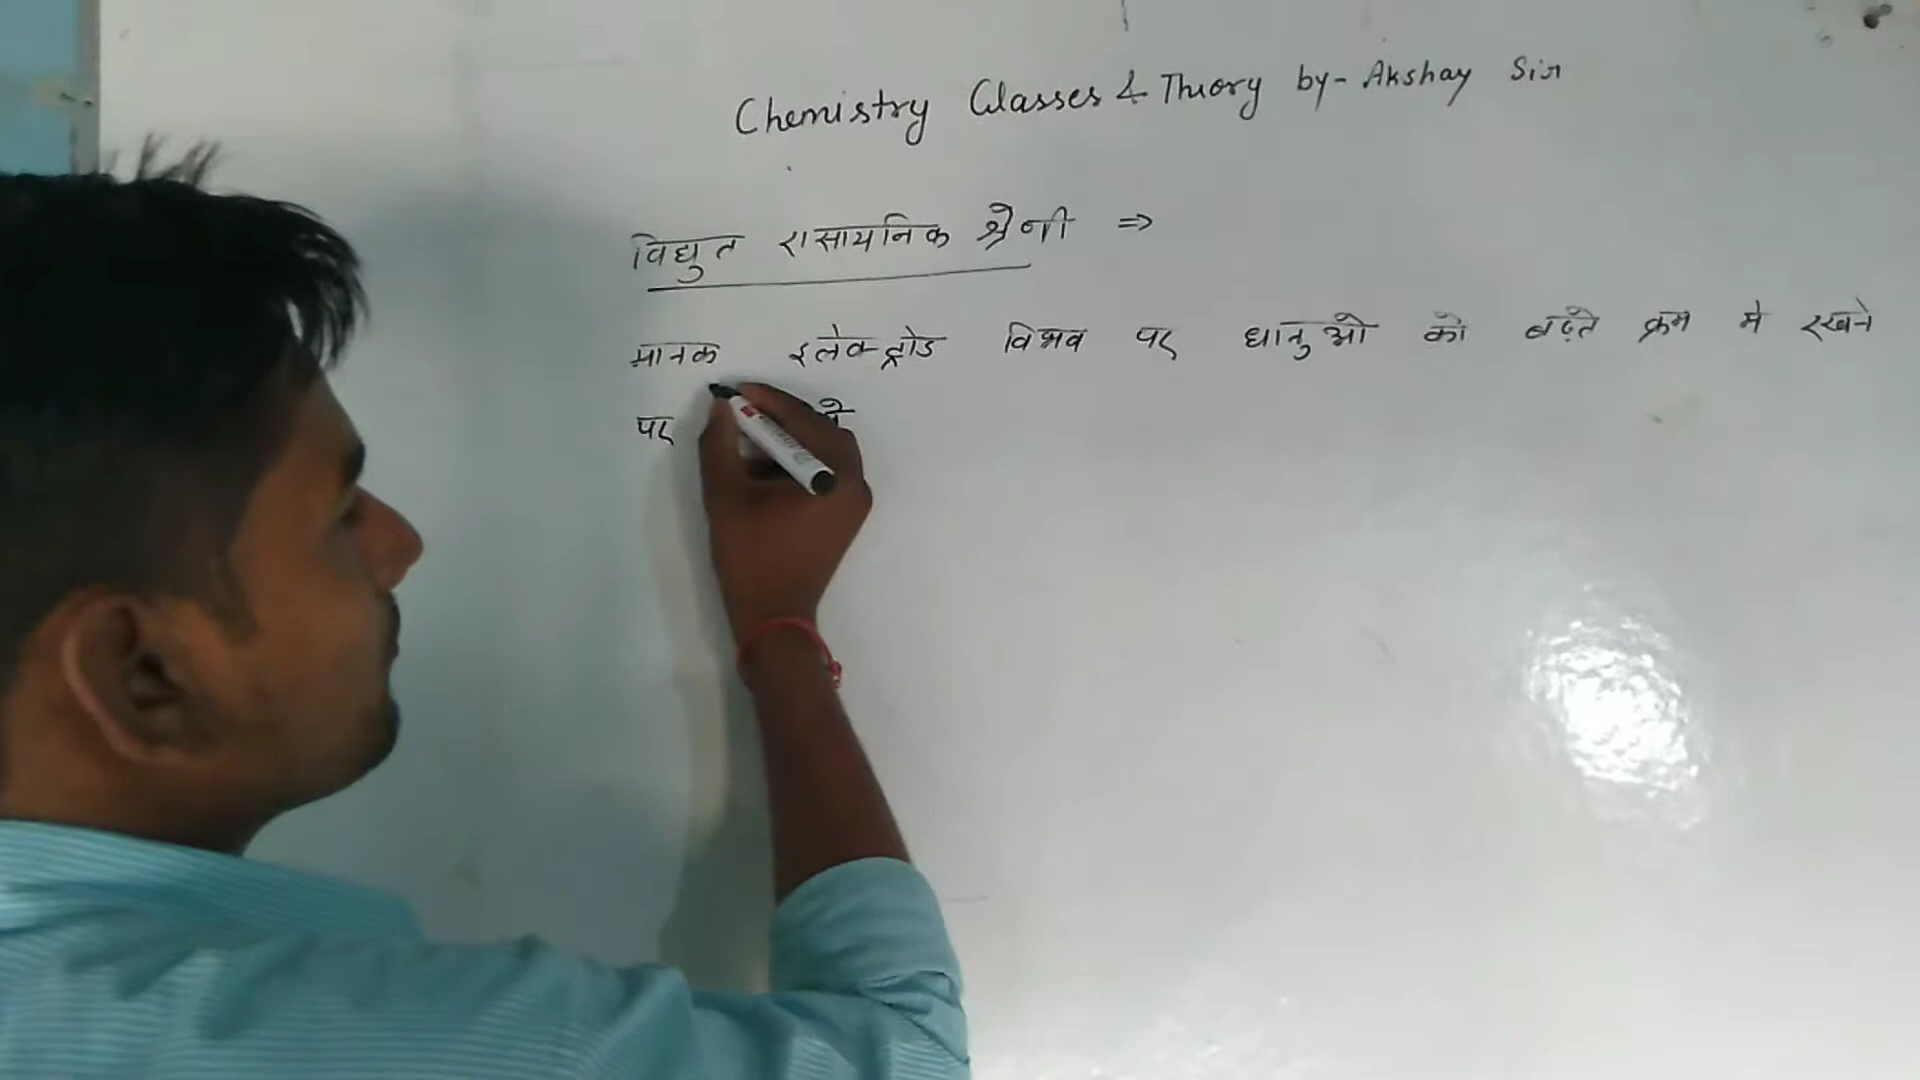 Chemistry Classes & Theory by- Akshay Sir
विद्युत रासायनिक श्रेणी ⇒
मानक इलेक्ट्रोड विभव पर धातुओ को बढ़ते क्रम मे रखने
पर